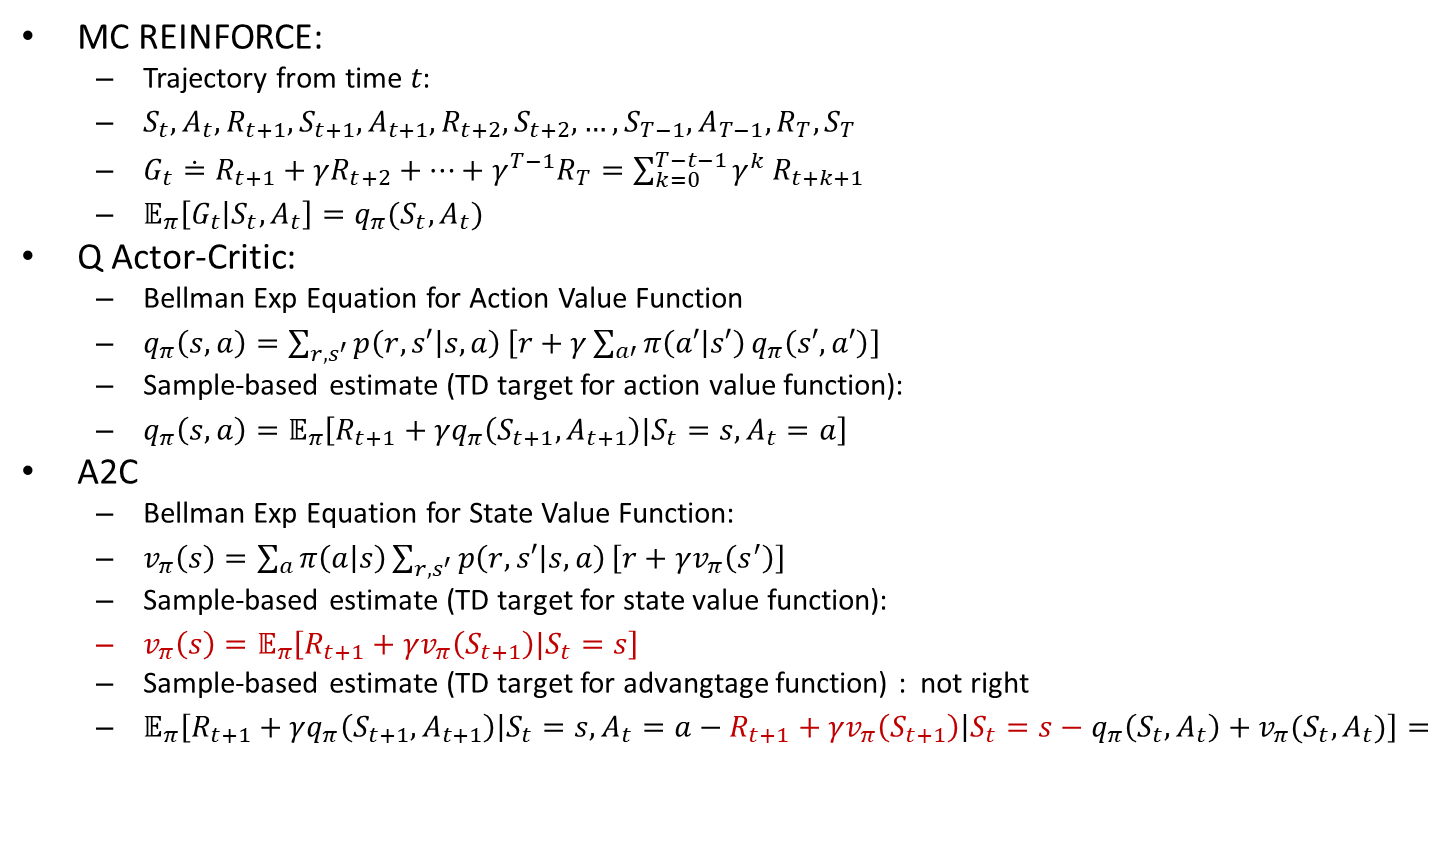 • MC REINFORCE:
– Trajectory from time 𝑡:
– S_t, A_t, R_{t+1}, S_{t+1}, A_{t+1}, R_{t+2}, S_{t+2}, … , S_{T−1}, A_{T−1}, R_T, S_T
– G_t ≐ R_{t+1} + γR_{t+2} + ⋯ + γ^{T−1}R_T = ∑_{k=0}^{T−t−1} γ^k R_{t+k+1}
– 𝔼_π[G_t|S_t, A_t] = q_π(S_t, A_t)
• Q Actor-Critic:
– Bellman Exp Equation for Action Value Function
– q_π(s, a) = ∑_{r,s′} p(r, s′|s, a) [r + γ ∑_{a′} π(a′|s′) q_π(s′, a′)]
– Sample-based estimate (TD target for action value function):
– q_π(s, a) = 𝔼_π[R_{t+1} + γq_π(S_{t+1}, A_{t+1})|S_t = s, A_t = a]
• A2C
– Bellman Exp Equation for State Value Function:
– v_π(s) = ∑_a π(a|s) ∑_{r,s′} p(r, s′|s, a) [r + γv_π(s′)]
– Sample-based estimate (TD target for state value function):
– v_π(s) = 𝔼_π[R_{t+1} + γv_π(S_{t+1})|S_t = s]
– Sample-based estimate (TD target for advangtage function) : not right
– 𝔼_π[R_{t+1} + γq_π(S_{t+1}, A_{t+1})|S_t = s, A_t = a − R_{t+1} + γv_π(S_{t+1})|S_t = s − q_π(S_t, A_t) + v_π(S_t, A_t)] =